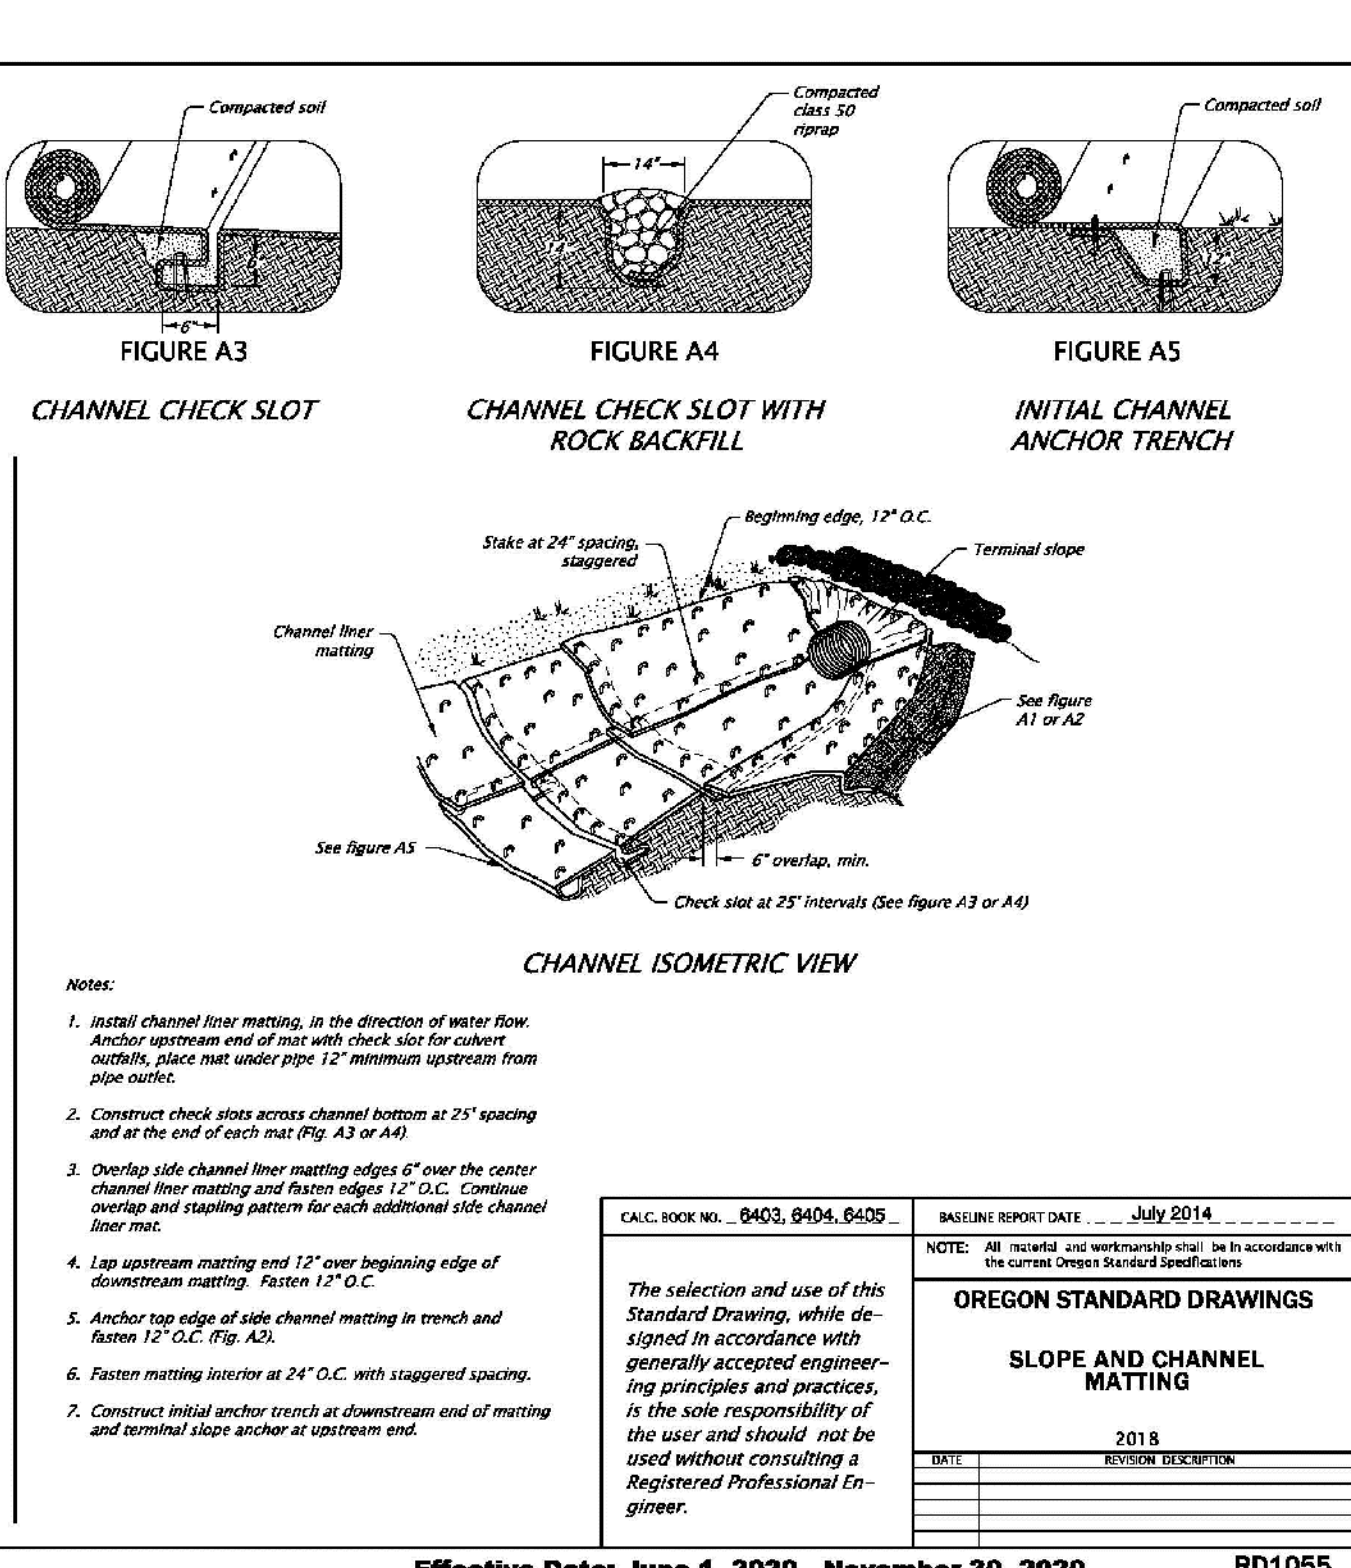 Compacted soil
6"
FIGURE A3
CHANNEL CHECK SLOT
Compacted
class 50
riprap
14"
12"
FIGURE A4
CHANNEL CHECK SLOT WITH
ROCK BACKFILL
Compacted soil
12"
FIGURE A5
INITIAL CHANNEL
ANCHOR TRENCH
Beginning edge, 12" O.C.
Stake at 24" spacing,
staggered
Terminal slope
Channel liner
matting
See figure
A1 or A2
See figure A5
6" overlap, min.
Check slot at 25' intervals (See figure A3 or A4)
CHANNEL ISOMETRIC VIEW
Notes:
1. Install channel liner matting, in the direction of water flow.
Anchor upstream end of mat with check slot for culvert
outfalls, place mat under pipe 12" minimum upstream from
pipe outlet.
2. Construct check slots across channel bottom at 25' spacing
and at the end of each mat (Fig. A3 or A4).
3. Overlap side channel liner matting edges 6" over the center
channel liner matting and fasten edges 12" O.C. Continue
overlap and stapling pattern for each additional side channel
liner mat.
4. Lap upstream matting end 12" over beginning edge of
downstream matting. Fasten 12" O.C.
5. Anchor top edge of side channel matting in trench and
fasten 12" O.C. (Fig. A2).
6. Fasten matting interior at 24" O.C. with staggered spacing.
7. Construct initial anchor trench at downstream end of matting
and terminal slope anchor at upstream end.
CALC. BOOK NO. 6403, 6404, 6405
BASELINE REPORT DATE July 2014
NOTE: All material and workmanship shall be in accordance with
the current Oregon Standard Specifications
The selection and use of this
Standard Drawing, while de-
signed in accordance with
generally accepted engineer-
ing principles and practices,
is the sole responsibility of
the user and should not be
used without consulting a
Registered Professional En-
gineer.
OREGON STANDARD DRAWINGS
SLOPE AND CHANNEL
MATTING
2018
DATE REVISION DESCRIPTION
Effective Date: June 1, 2020 - November 30, 2020
RD1055